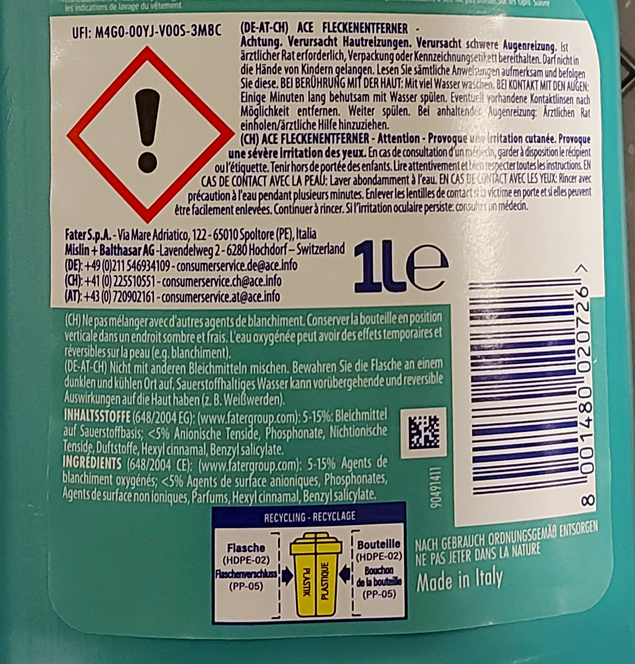 les indications de lavage du vêtement.
UFI: M4G0-00YJ-V00S-3M8C
(DE-AT-CH) ACE FLECKENENTFERNER -
Achtung. Verursacht Hautreizungen. Verursacht schwere Augenreizung. Ist
ärztlicher Rat erforderlich, Verpackung oder Kennzeichnungsetikett bereithalten. Darf nicht in
die Hände von Kindern gelangen. Lesen Sie sämtliche Anweisungen aufmerksam und befolgen
Sie diese. BEI BERÜHRUNG MIT DER HAUT: Mit viel Wasser waschen. BEI KONTAKT MIT DEN AUGEN:
Einige Minuten lang behutsam mit Wasser spülen. Eventuell vorhandene Kontaktlinsen nach
Möglichkeit entfernen. Weiter spülen. Bei anhaltender Augenreizung: Ärztlichen Rat
einholen/ärztliche Hilfe hinzuziehen.
(CH) ACE FLECKENENTFERNER - Attention - Provoque une irritation cutanée. Provoque
une sévère irritation des yeux. En cas de consultation d'un médecin, garder à disposition le récipient
ou l'étiquette. Tenir hors de portée des enfants. Lire attentivement et bien respecter toutes les instructions. EN
CAS DE CONTACT AVEC LA PEAU: Laver abondamment à l'eau. EN CAS DE CONTACT AVEC LES YEUX: Rincer avec
précaution à l'eau pendant plusieurs minutes. Enlever les lentilles de contact si la victime en porte et si elles peuvent
être facilement enlevées. Continuer à rincer. Si l'irritation oculaire persiste: consulter un médecin.
Fater S.p.A. - Via Mare Adriatico, 122 - 65010 Spoltore (PE), Italia
Mislin + Balthasar AG - Lavendelweg 2 - 6280 Hochdorf – Switzerland
(DE): +49 (0)211 546934109 - consumerservice.de@ace.info
(CH): +41 (0) 225510551 - consumerservice.ch@ace.info
(AT): +43 (0) 720902161 - consumerservice.at@ace.info
1L e
(CH) Ne pas mélanger avec d'autres agents de blanchiment. Conserver la bouteille en position
verticale dans un endroit sombre et frais. L'eau oxygénée peut avoir des effets temporaires et
réversibles sur la peau (e.g. blanchiment).
(DE-AT-CH) Nicht mit anderen Bleichmitteln mischen. Bewahren Sie die Flasche an einem
dunklen und kühlen Ort auf. Sauerstoffhaltiges Wasser kann vorübergehende und reversible
Auswirkungen auf die Haut haben (z. B. Weißwerden).
INHALTSSTOFFE (648/2004 EG): (www.fatergroup.com): 5-15%: Bleichmittel
auf Sauerstoffbasis; <5% Anionische Tenside, Phosphonate, Nichtionische
Tenside, Duftstoffe, Hexyl cinnamal, Benzyl salicylate.
INGRÉDIENTS (648/2004 CE): (www.fatergroup.com): 5-15% Agents de
blanchiment oxygénés; <5% Agents de surface anioniques, Phosphonates,
Agents de surface non ioniques, Parfums, Hexyl cinnamal, Benzyl salicylate.
90491411
8 001480 020726 >
RECYCLING - RECYCLAGE
Flasche
(HDPE-02)
Flaschenverschluss
(PP-05)
PLASTIK
PLASTIQUE
Bouteille
(HDPE-02)
Bouchon
de la bouteille
(PP-05)
NACH GEBRAUCH ORDNUNGSGEMÄß ENTSORGEN
NE PAS JETER DANS LA NATURE
Made in Italy